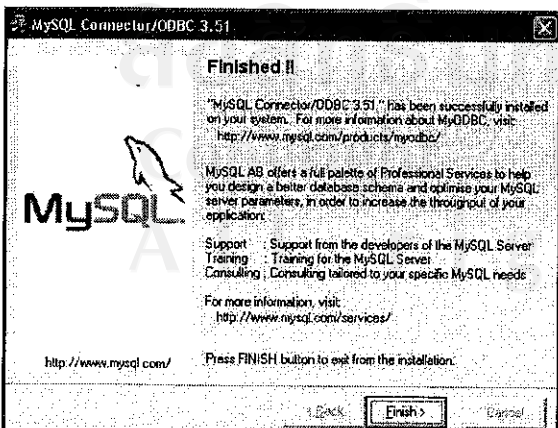 MySQL Connector/ODBC 3.51
Finished !!
"MySQL Connector/ODBC 3.51," has been successfully installed
on your system. For more information about MyODBC, visit:
http://www.mysql.com/products/myodbc/
MySQL AB offers a full palette of Professional Services to help
you design a better database schema and optimise your MySQL
server parameters, in order to increase the throughput of your
application:
Support : Support from the developers of the MySQL Server
Training : Training for the MySQL Server
Consulting : Consulting tailored to your specific MySQL needs
For more information, visit:
http://www.mysql.com/services/
MySQL.
http://www.mysql.com/
Press FINISH button to exit from the installation.
Back
Finish >
Cancel